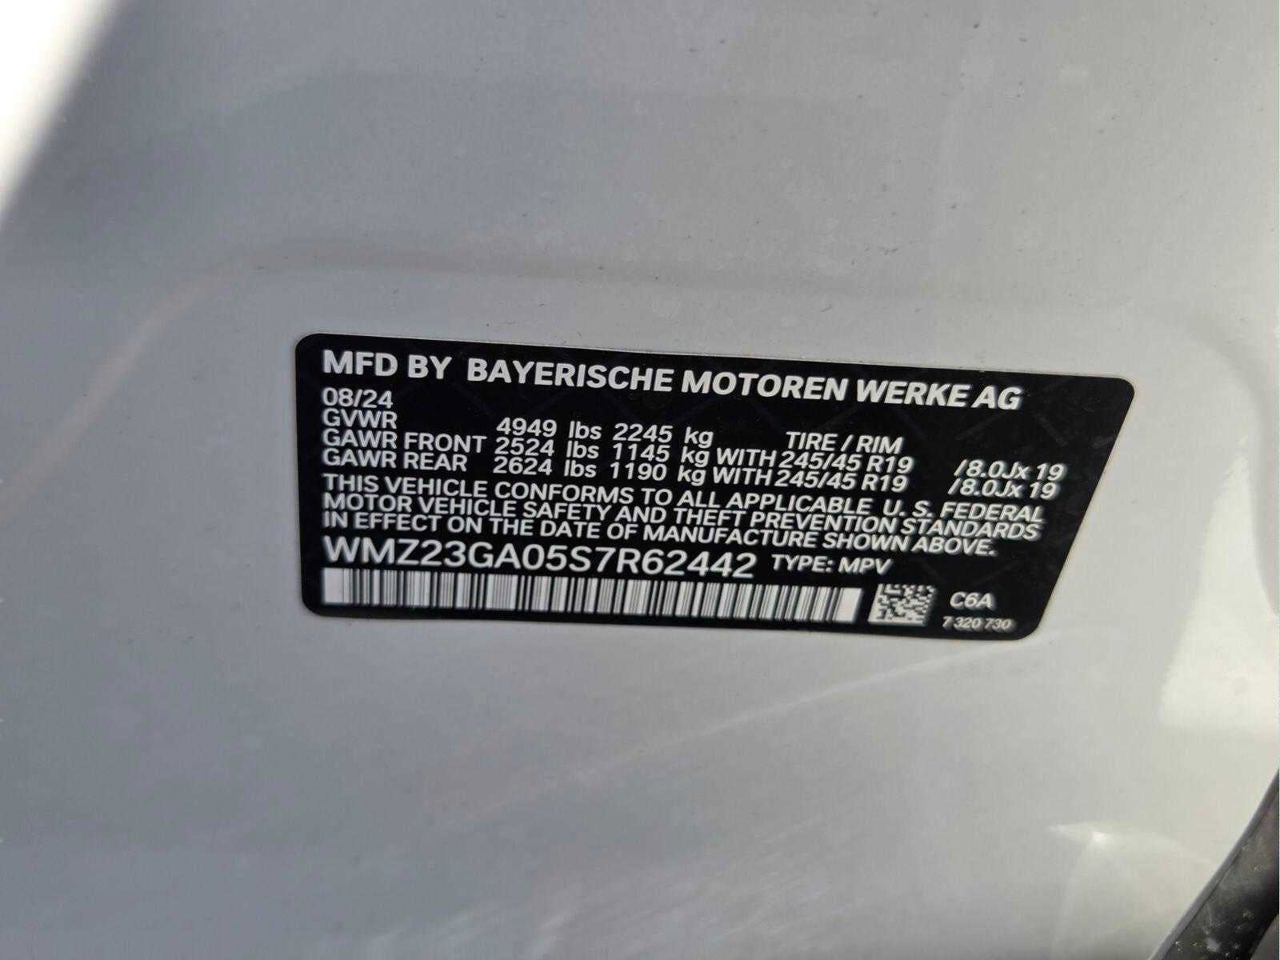 MFD BY BAYERISCHE MOTOREN WERKE AG
08/24
GVWR 4949 lbs 2245 kg TIRE / RIM
GAWR FRONT 2524 lbs 1145 kg WITH 245/45 R19 /8.0Jx 19
GAWR REAR 2624 lbs 1190 kg WITH 245/45 R19 /8.0Jx 19
THIS VEHICLE CONFORMS TO ALL APPLICABLE U. S. FEDERAL
MOTOR VEHICLE SAFETY AND THEFT PREVENTION STANDARDS
IN EFFECT ON THE DATE OF MANUFACTURE SHOWN ABOVE.
WMZ23GA05S7R62442 TYPE: MPV
C6A
7 320 730